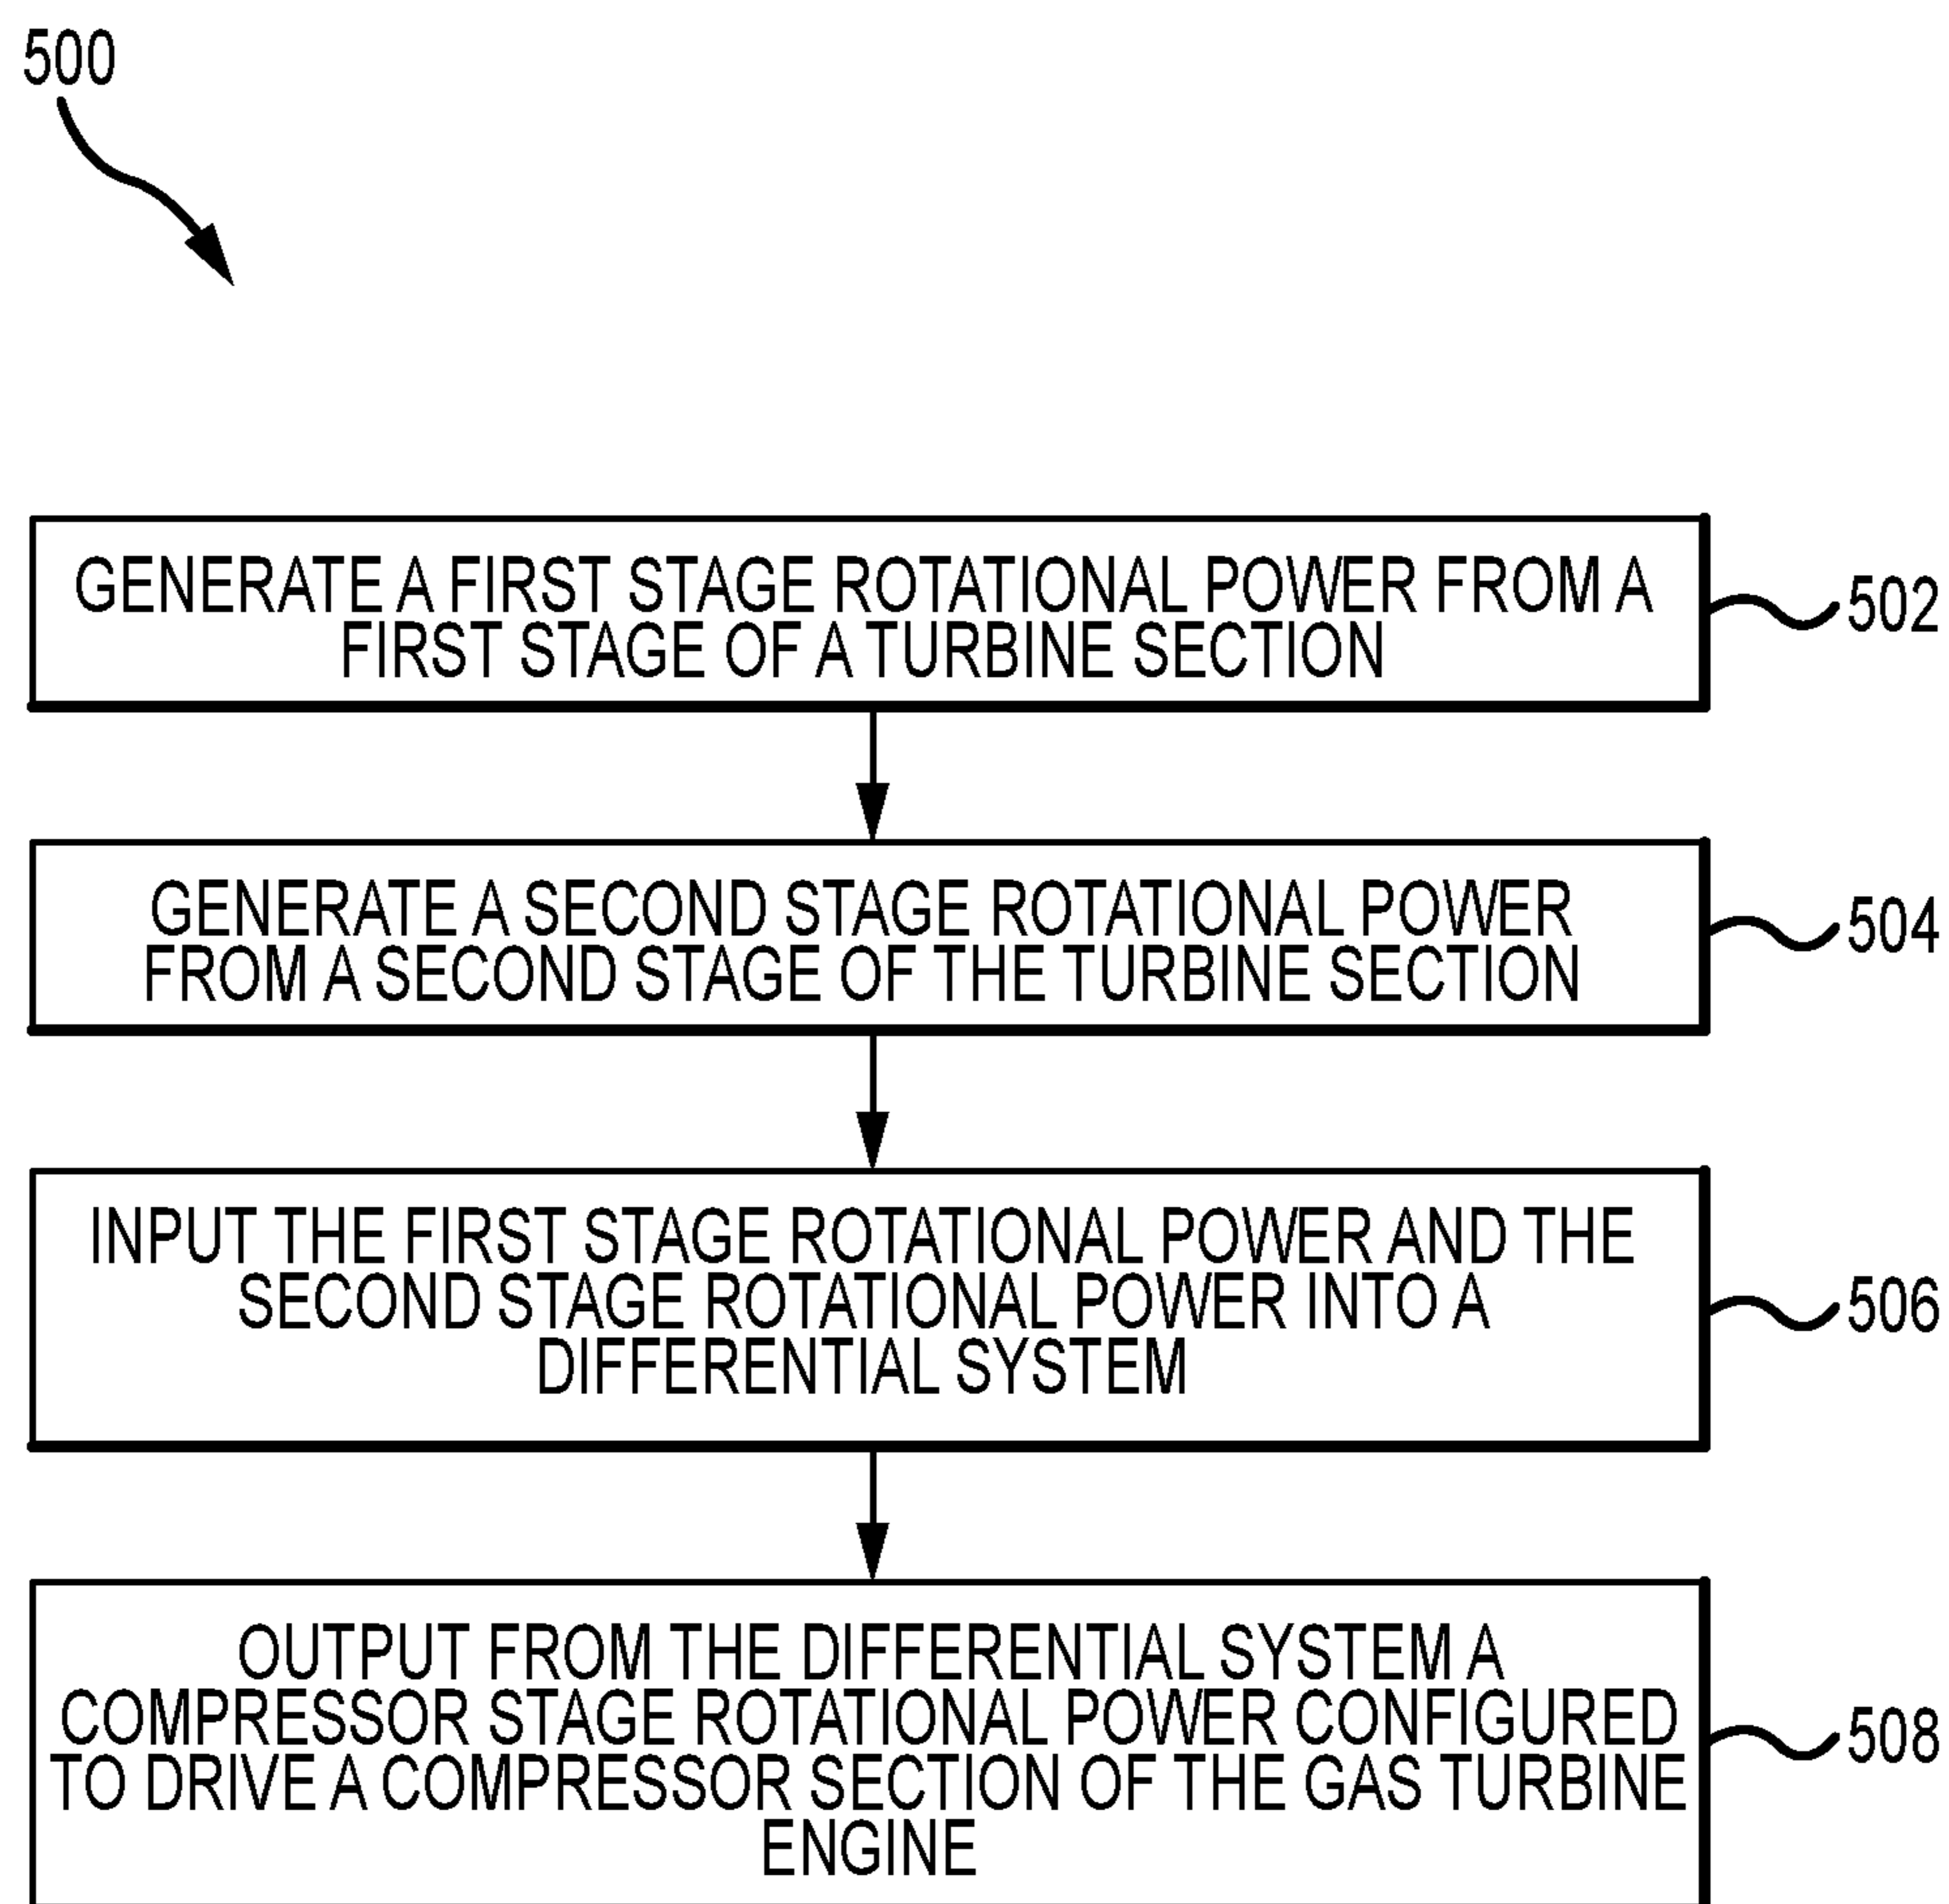 500
GENERATE A FIRST STAGE ROTATIONAL POWER FROM A
FIRST STAGE OF A TURBINE SECTION
502
GENERATE A SECOND STAGE ROTATIONAL POWER
FROM A SECOND STAGE OF THE TURBINE SECTION
504
INPUT THE FIRST STAGE ROTATIONAL POWER AND THE
SECOND STAGE ROTATIONAL POWER INTO A
DIFFERENTIAL SYSTEM
506
OUTPUT FROM THE DIFFERENTIAL SYSTEM A
COMPRESSOR STAGE ROTATIONAL POWER CONFIGURED
TO DRIVE A COMPRESSOR SECTION OF THE GAS TURBINE
ENGINE
508